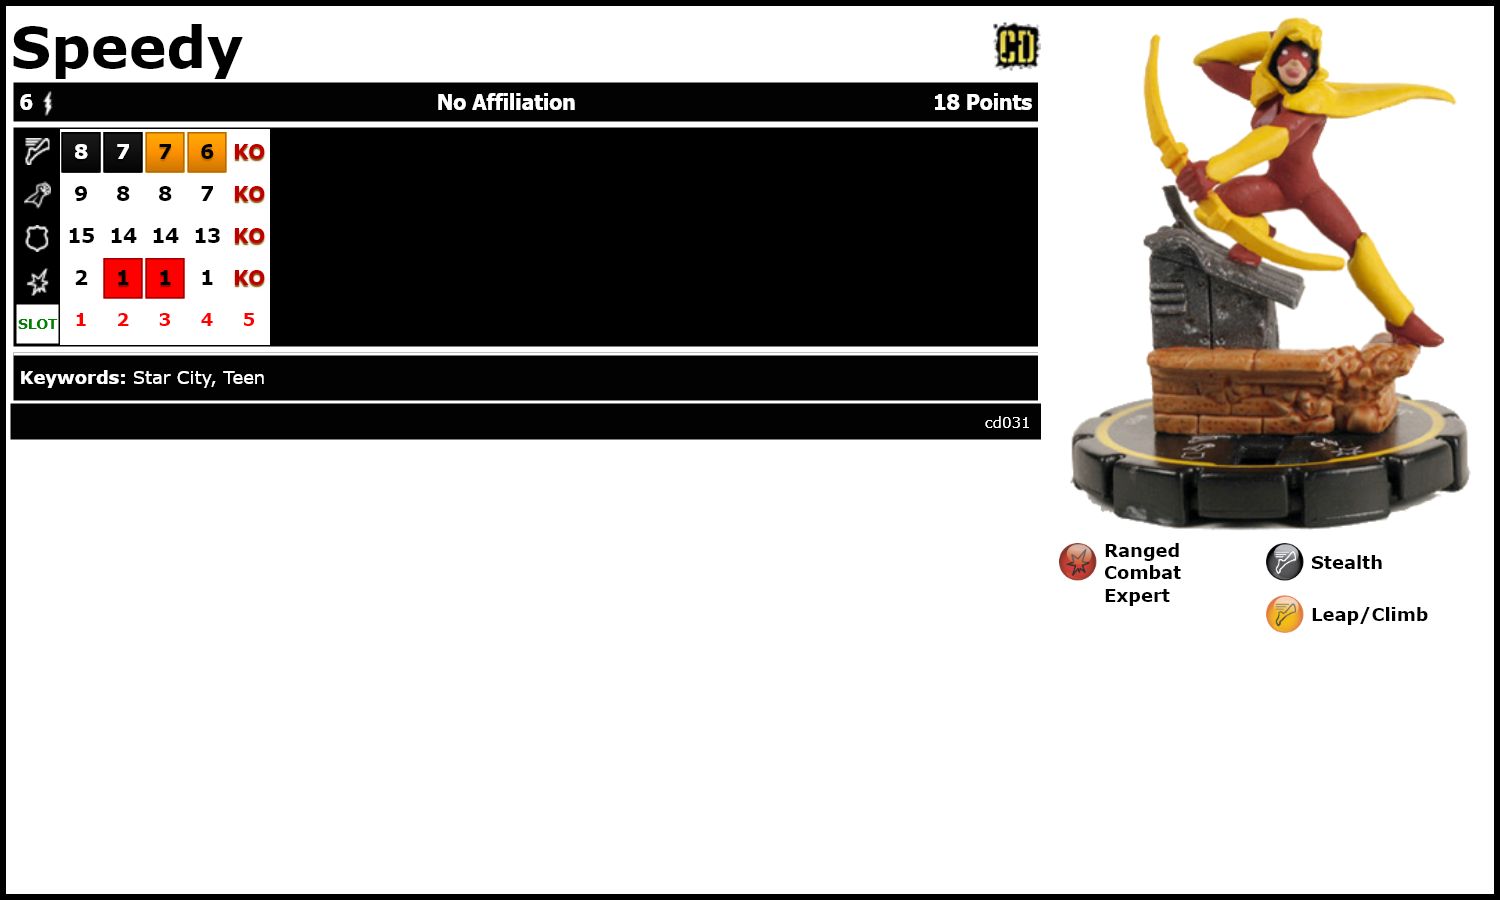 Speedy
CD
6 No Affiliation 18 Points
8 7 7 6 KO
9 8 8 7 KO
15 14 14 13 KO
2 1 1 1 KO
SLOT 1 2 3 4 5
Keywords: Star City, Teen
cd031
Ranged
Combat
Expert
Stealth
Leap/Climb